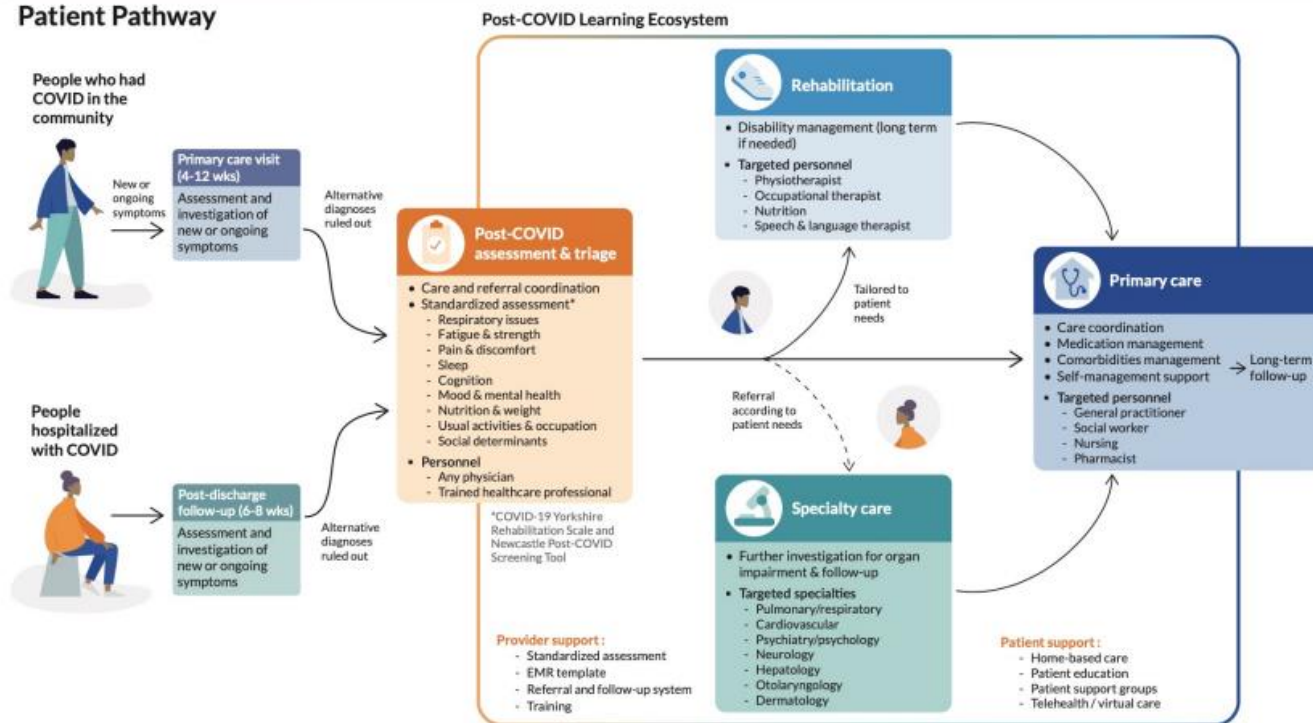 Patient Pathway
Post-COVID Learning Ecosystem
People who had
COVID in the
community
New or
ongoing
symptoms
Primary care visit
(4-12 wks)
Assessment and
investigation of
new or ongoing
symptoms
Alternative
diagnoses
ruled out
People
hospitalized
with COVID
Post-discharge
follow-up (6-8 wks)
Assessment and
investigation of
new or ongoing
symptoms
Alternative
diagnoses
ruled out
Post-COVID
assessment & triage
• Care and referral coordination
• Standardized assessment*
- Respiratory issues
- Fatigue & strength
- Pain & discomfort
- Sleep
- Cognition
- Mood & mental health
- Nutrition & weight
- Usual activities & occupation
- Social determinants
• Personnel
- Any physician
- Trained healthcare professional
*COVID-19 Yorkshire
Rehabilitation Scale and
Newcastle Post-COVID
Screening Tool
Rehabilitation
• Disability management (long term
if needed)
• Targeted personnel
- Physiotherapist
- Occupational therapist
- Nutrition
- Speech & language therapist
Tailored to
patient
needs
Referral
according to
patient needs
Specialty care
• Further investigation for organ
impairment & follow-up
• Targeted specialties
- Pulmonary/respiratory
- Cardiovascular
- Psychiatry/psychology
- Neurology
- Hepatology
- Otolaryngology
- Dermatology
Primary care
• Care coordination
• Medication management
• Comorbidities management
• Self-management support
• Targeted personnel
- General practitioner
- Social worker
- Nursing
- Pharmacist
Long-term
follow-up
Provider support :
- Standardized assessment
- EMR template
- Referral and follow-up system
- Training
Patient support :
- Home-based care
- Patient education
- Patient support groups
- Telehealth / virtual care